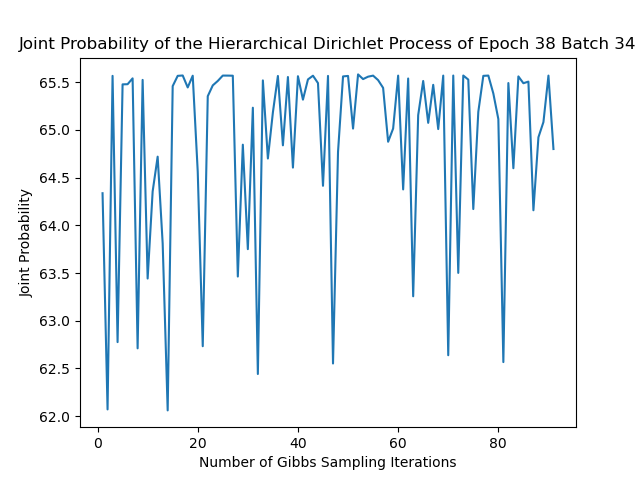 Joint Probability of the Hierarchical Dirichlet Process of Epoch 38 Batch 34
Joint Probability
65.5
65.0
64.5
64.0
63.5
63.0
62.5
62.0
0 20 40 60 80
Number of Gibbs Sampling Iterations